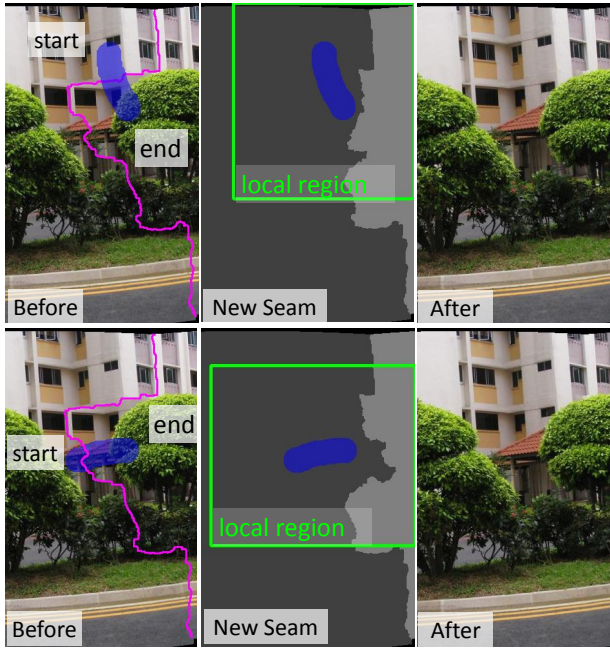 start
end
local region
Before
New Seam
After
end
start
local region
Before
New Seam
After